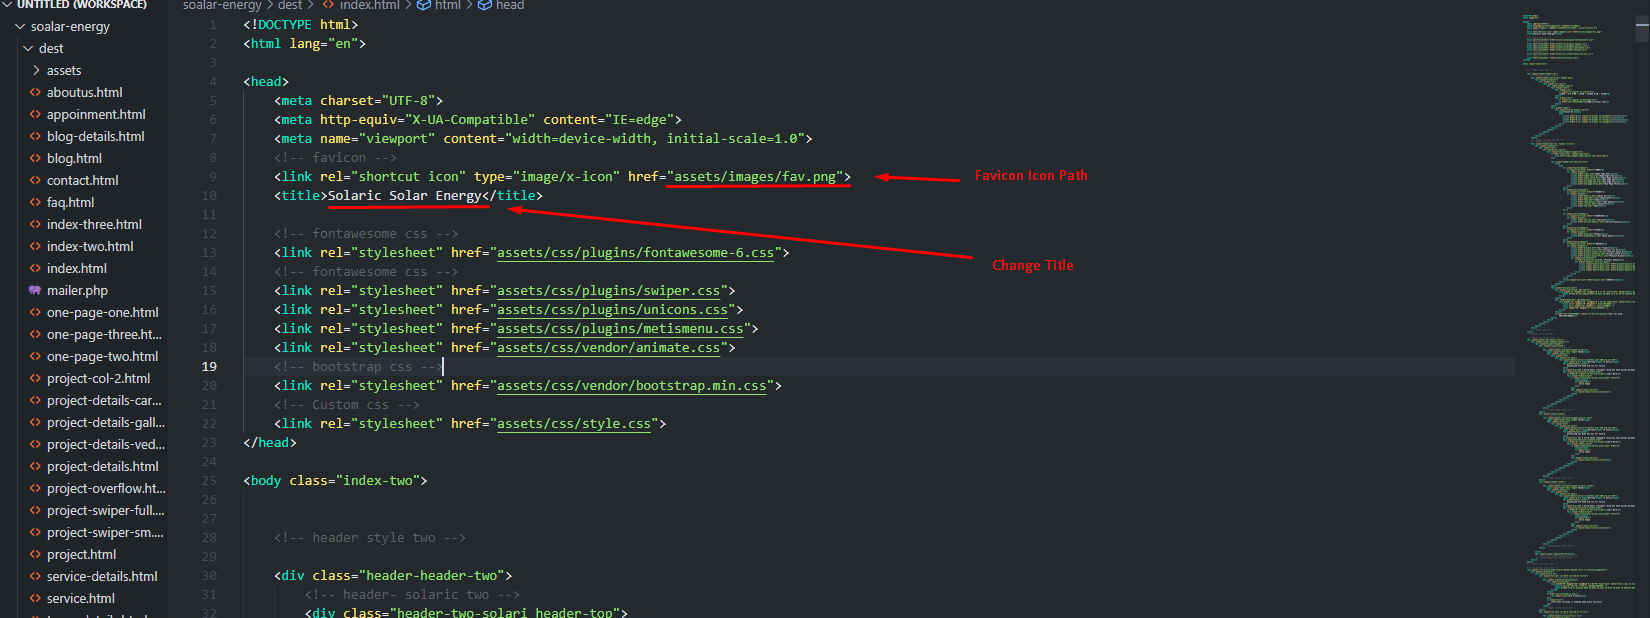 UNTITLED (WORKSPACE)
soalar-energy
dest
assets
aboutus.html
appoinment.html
blog-details.html
blog.html
contact.html
faq.html
index-three.html
index-two.html
index.html
mailer.php
one-page-one.html
one-page-three.ht...
one-page-two.html
project-col-2.html
project-details-car...
project-details-gall...
project-details-ved...
project-details.html
project-overflow.ht...
project-swiper-full....
project-swiper-sm....
project.html
service-details.html
service.html
soalar-energy > dest > index.html > html > head
1 <!DOCTYPE html>
2 <html lang="en">
3
4 <head>
5 <meta charset="UTF-8">
6 <meta http-equiv="X-UA-Compatible" content="IE=edge">
7 <meta name="viewport" content="width=device-width, initial-scale=1.0">
8 <!-- favicon -->
9 <link rel="shortcut icon" type="image/x-icon" href="assets/images/fav.png">
Favicon Icon Path
10 <title>Solaric Solar Energy</title>
11
12 <!-- fontawesome css -->
13 <link rel="stylesheet" href="assets/css/plugins/fontawesome-6.css">
Change Title
14 <!-- fontawesome css -->
15 <link rel="stylesheet" href="assets/css/plugins/swiper.css">
16 <link rel="stylesheet" href="assets/css/plugins/unicons.css">
17 <link rel="stylesheet" href="assets/css/plugins/metismenu.css">
18 <link rel="stylesheet" href="assets/css/vendor/animate.css">
19 <!-- bootstrap css -->
20 <link rel="stylesheet" href="assets/css/vendor/bootstrap.min.css">
21 <!-- Custom css -->
22 <link rel="stylesheet" href="assets/css/style.css">
23 </head>
24
25 <body class="index-two">
26
27
28 <!-- header style two -->
29
30 <div class="header-header-two">
31 <!-- header- solaric two -->
32 <div class="header-two-solari header-top">